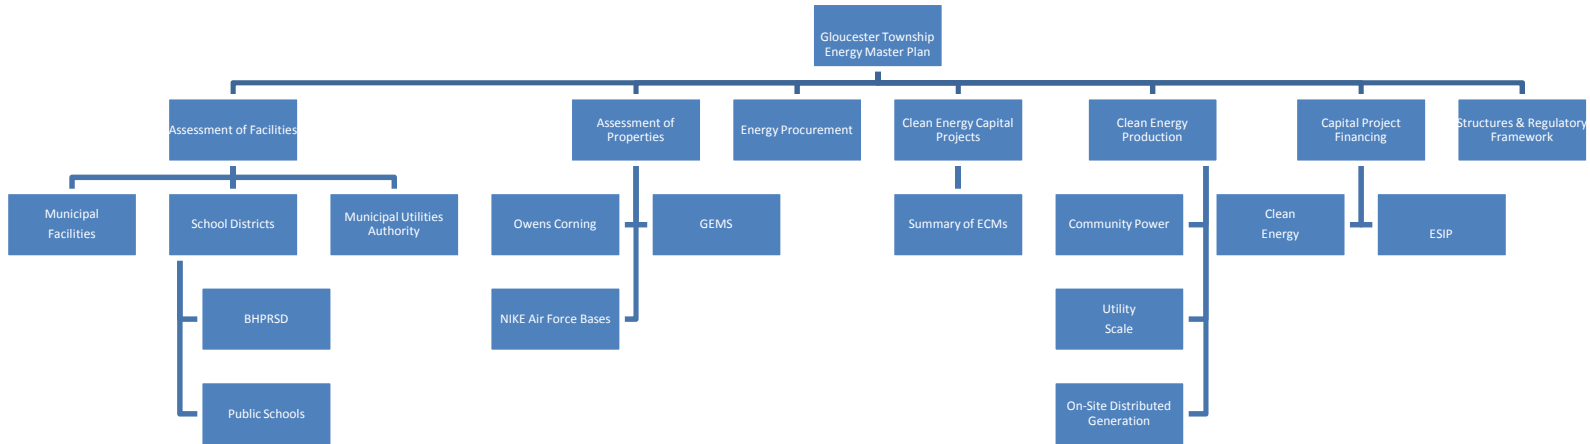 Gloucester Township
Energy Master Plan
Assessment of Facilities
Assessment of
Properties
Energy Procurement
Clean Energy Capital
Projects
Clean Energy
Production
Capital Project
Financing
Structures & Regulatory
Framework
Municipal
Facilities
School Districts
Municipal Utilities
Authority
Owens Corning
GEMS
Summary of ECMs
Community Power
Clean
Energy
ESIP
BHPRSD
NIKE Air Force Bases
Utility
Scale
Public Schools
On-Site Distributed
Generation